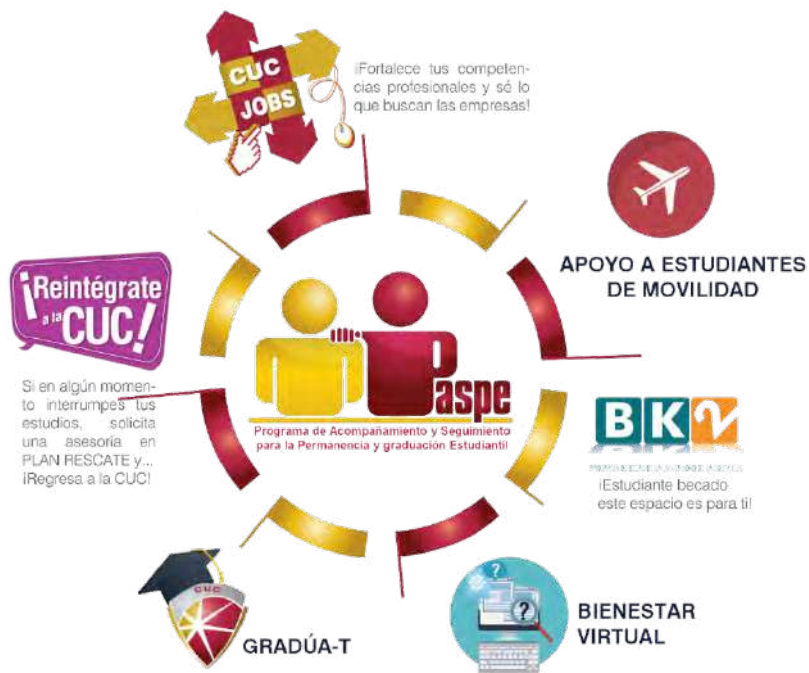 CUC
JOBS
¡Fortalece tus competen-
cias profesionales y sé lo
que buscan las empresas!
APOYO A ESTUDIANTES
DE MOVILIDAD
¡Reintégrate
a la CUC!
Si en algún momen-
to interrumpes tus
estudios, solicita
una asesoría en
PLAN RESCATE y...
¡Regresa a la CUC!
Paspe
Programa de Acompañamiento y Seguimiento
para la Permanencia y graduación Estudiantil
BK2
¡Estudiante becado
este espacio es para ti!
CUC
GRADÚA-T
? ?
BIENESTAR
VIRTUAL